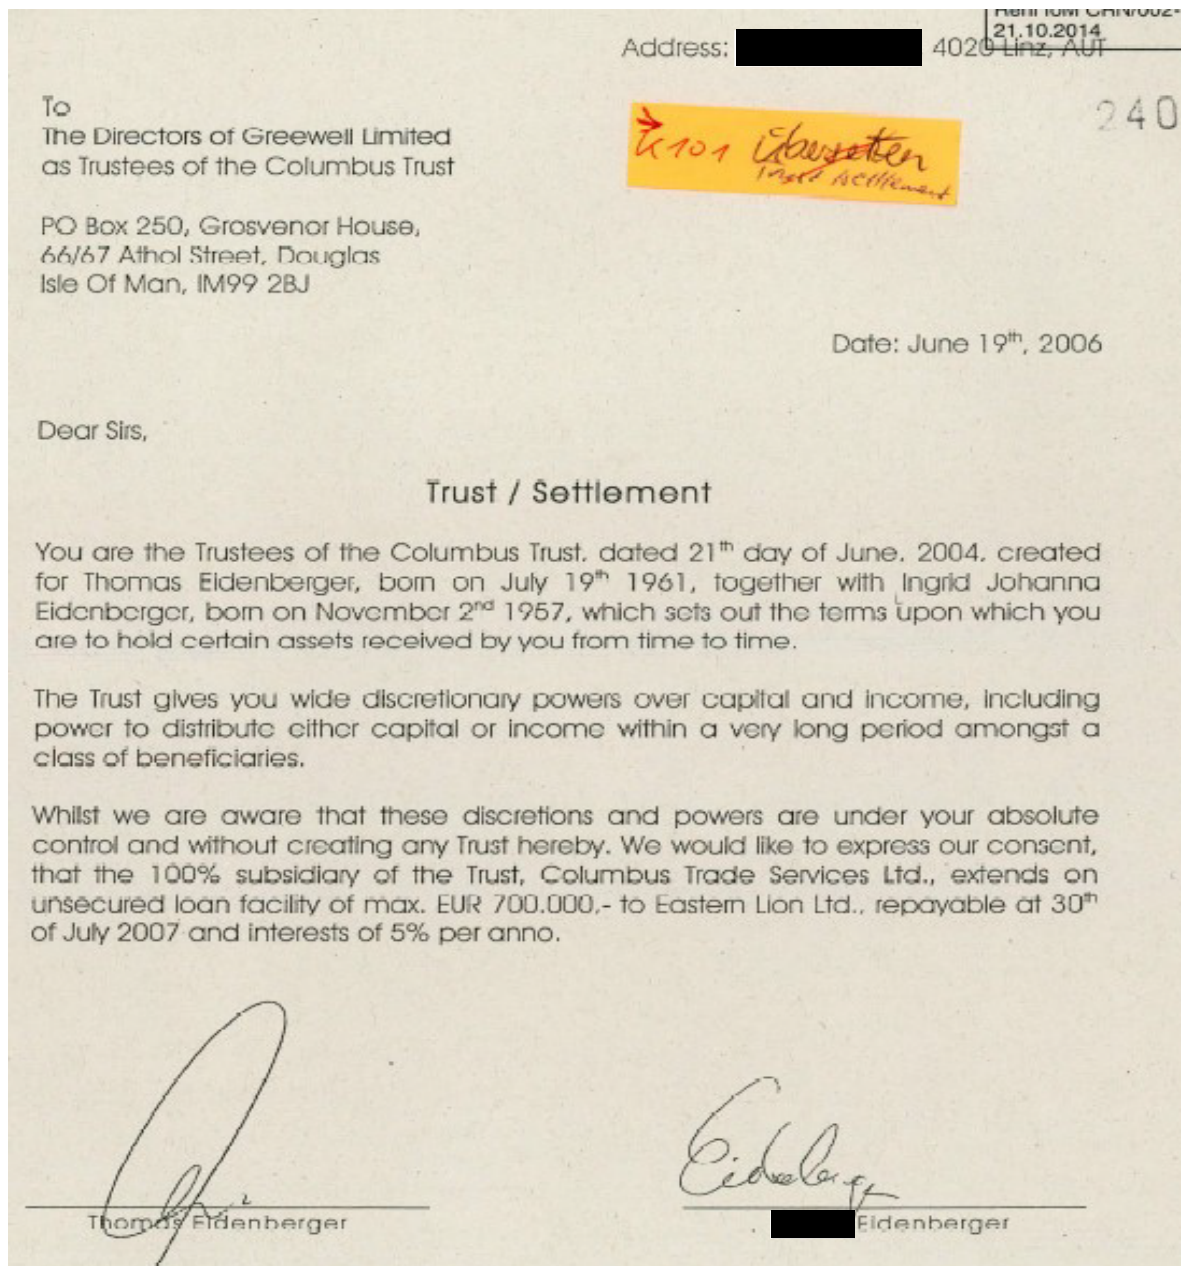 21.10.2014
Address: 4020 Linz, AUT
240
To
The Directors of Greewell Limited
as Trustees of the Columbus Trust
K101 Übersetzen
Settlement
PO Box 250, Grosvenor House,
66/67 Athol Street, Douglas
Isle Of Man, IM99 2BJ
Date: June 19th, 2006
Dear Sirs,
Trust / Settlement
You are the Trustees of the Columbus Trust, dated 21th day of June, 2004, created
for Thomas Eidenberger, born on July 19th 1961, together with Ingrid Johanna
Eidenberger, born on November 2nd 1957, which sets out the terms upon which you
are to hold certain assets received by you from time to time.
The Trust gives you wide discretionary powers over capital and income, including
power to distribute either capital or income within a very long period amongst a
class of beneficiaries.
Whilst we are aware that these discretions and powers are under your absolute
control and without creating any Trust hereby. We would like to express our consent,
that the 100% subsidiary of the Trust, Columbus Trade Services Ltd., extends on
unsecured loan facility of max. EUR 700.000,- to Eastern Lion Ltd., repayable at 30th
of July 2007 and interests of 5% per anno.
Eidenberger
Thomas Eidenberger
Eidenberger